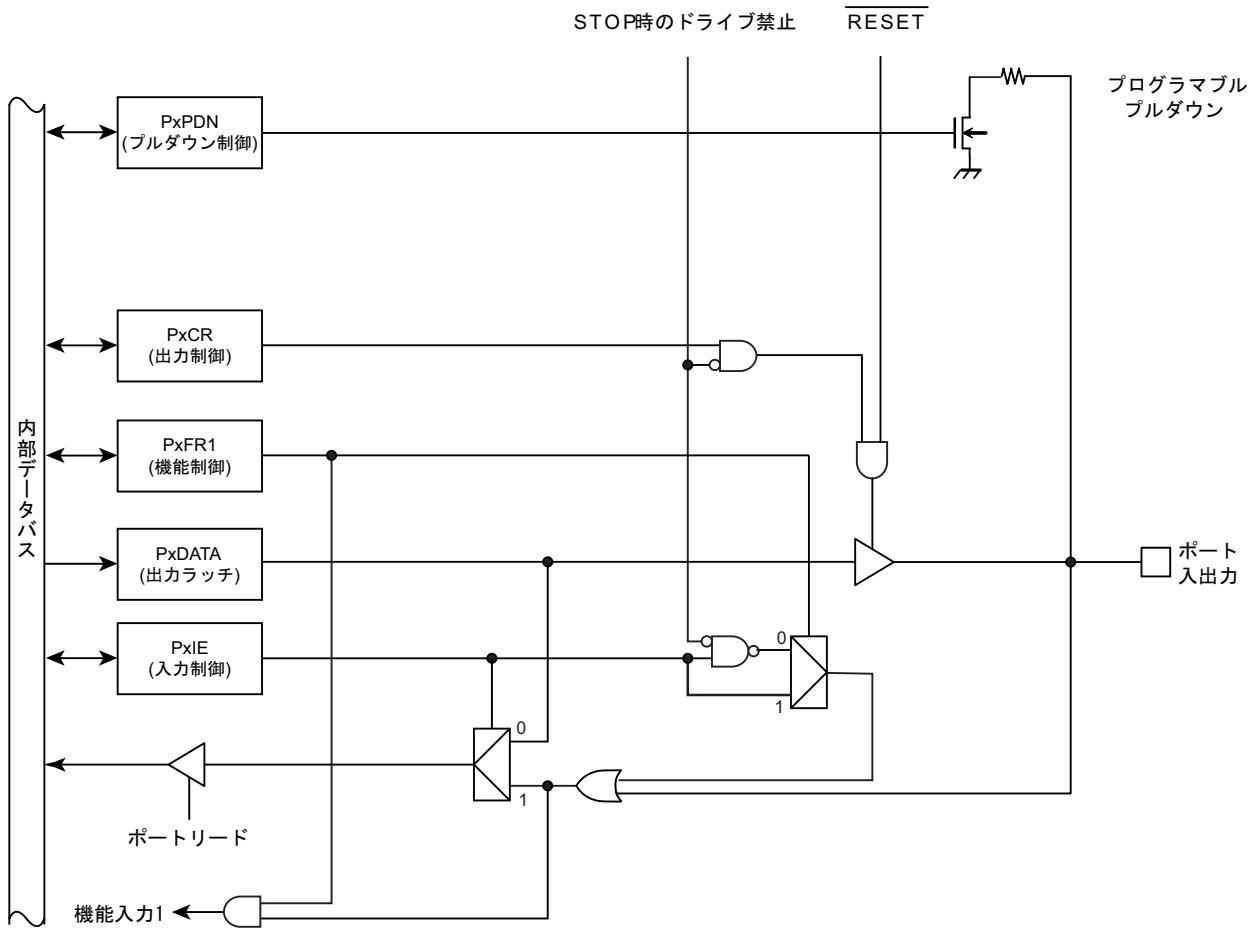 STOP時のドライブ禁止
RESET
プログラマブル
プルダウン
PxPDN
(プルダウン制御)
PxCR
(出力制御)
PxFR1
(機能制御)
内部データバス
PxDATA
(出力ラッチ)
ポート
入出力
PxIE
(入力制御)
0
1
0
1
ポートリード
機能入力1